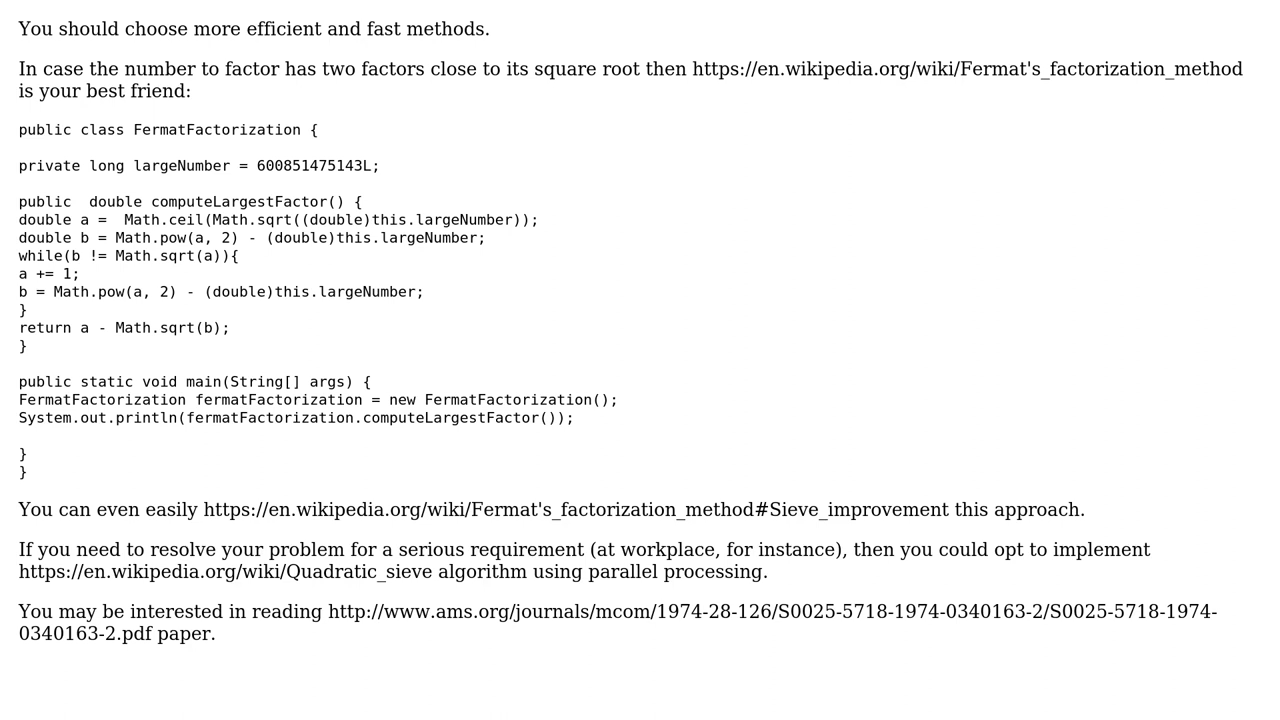 You should choose more efficient and fast methods.
In case the number to factor has two factors close to its square root then https://en.wikipedia.org/wiki/Fermat's_factorization_method
is your best friend:
public class FermatFactorization {
private long largeNumber = 600851475143L;
public  double computeLargestFactor() {
double a =  Math.ceil(Math.sqrt((double)this.largeNumber));
double b = Math.pow(a, 2) - (double)this.largeNumber;
while(b != Math.sqrt(a)){
a += 1;
b = Math.pow(a, 2) - (double)this.largeNumber;
}
return a - Math.sqrt(b);
}
public static void main(String[] args) {
FermatFactorization fermatFactorization = new FermatFactorization();
System.out.println(fermatFactorization.computeLargestFactor());
}
}
You can even easily https://en.wikipedia.org/wiki/Fermat's_factorization_method#Sieve_improvement this approach.
If you need to resolve your problem for a serious requirement (at workplace, for instance), then you could opt to implement
https://en.wikipedia.org/wiki/Quadratic_sieve algorithm using parallel processing.
You may be interested in reading http://www.ams.org/journals/mcom/1974-28-126/S0025-5718-1974-0340163-2/S0025-5718-1974-
0340163-2.pdf paper.